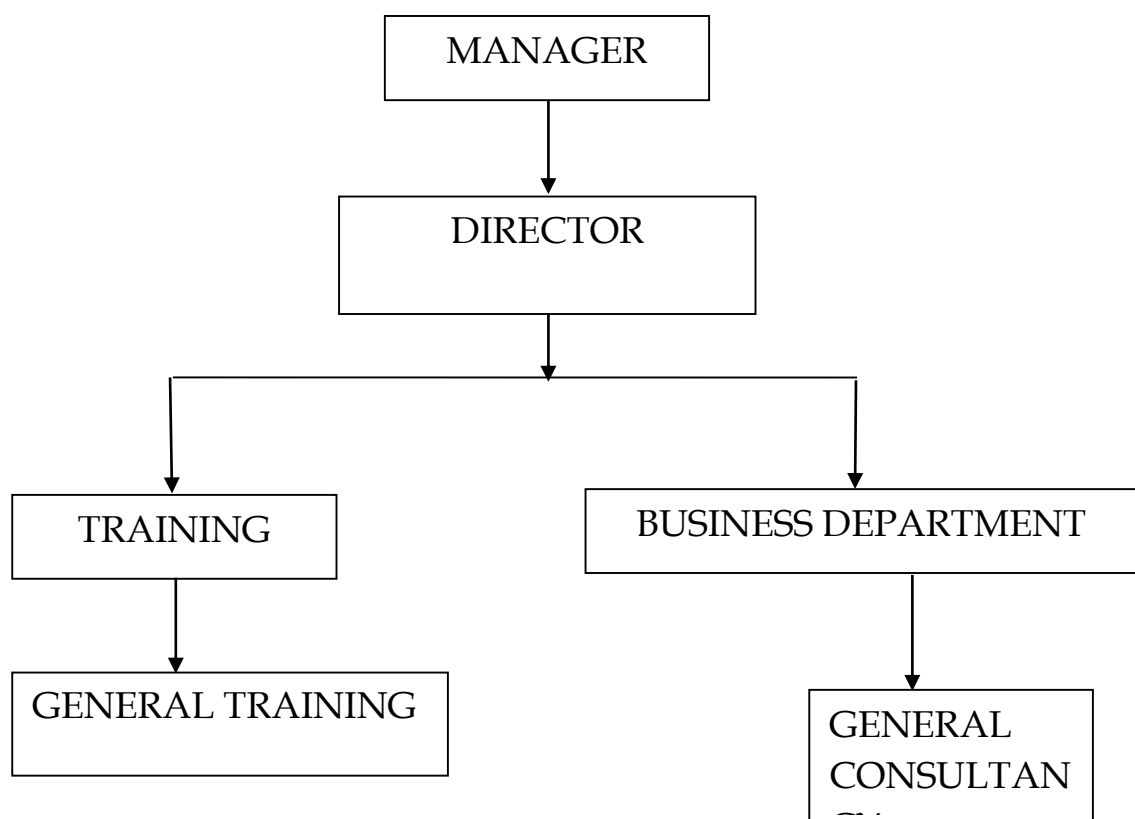 MANAGER
DIRECTOR
TRAINING
BUSINESS DEPARTMENT
GENERAL TRAINING
GENERAL
CONSULTAN